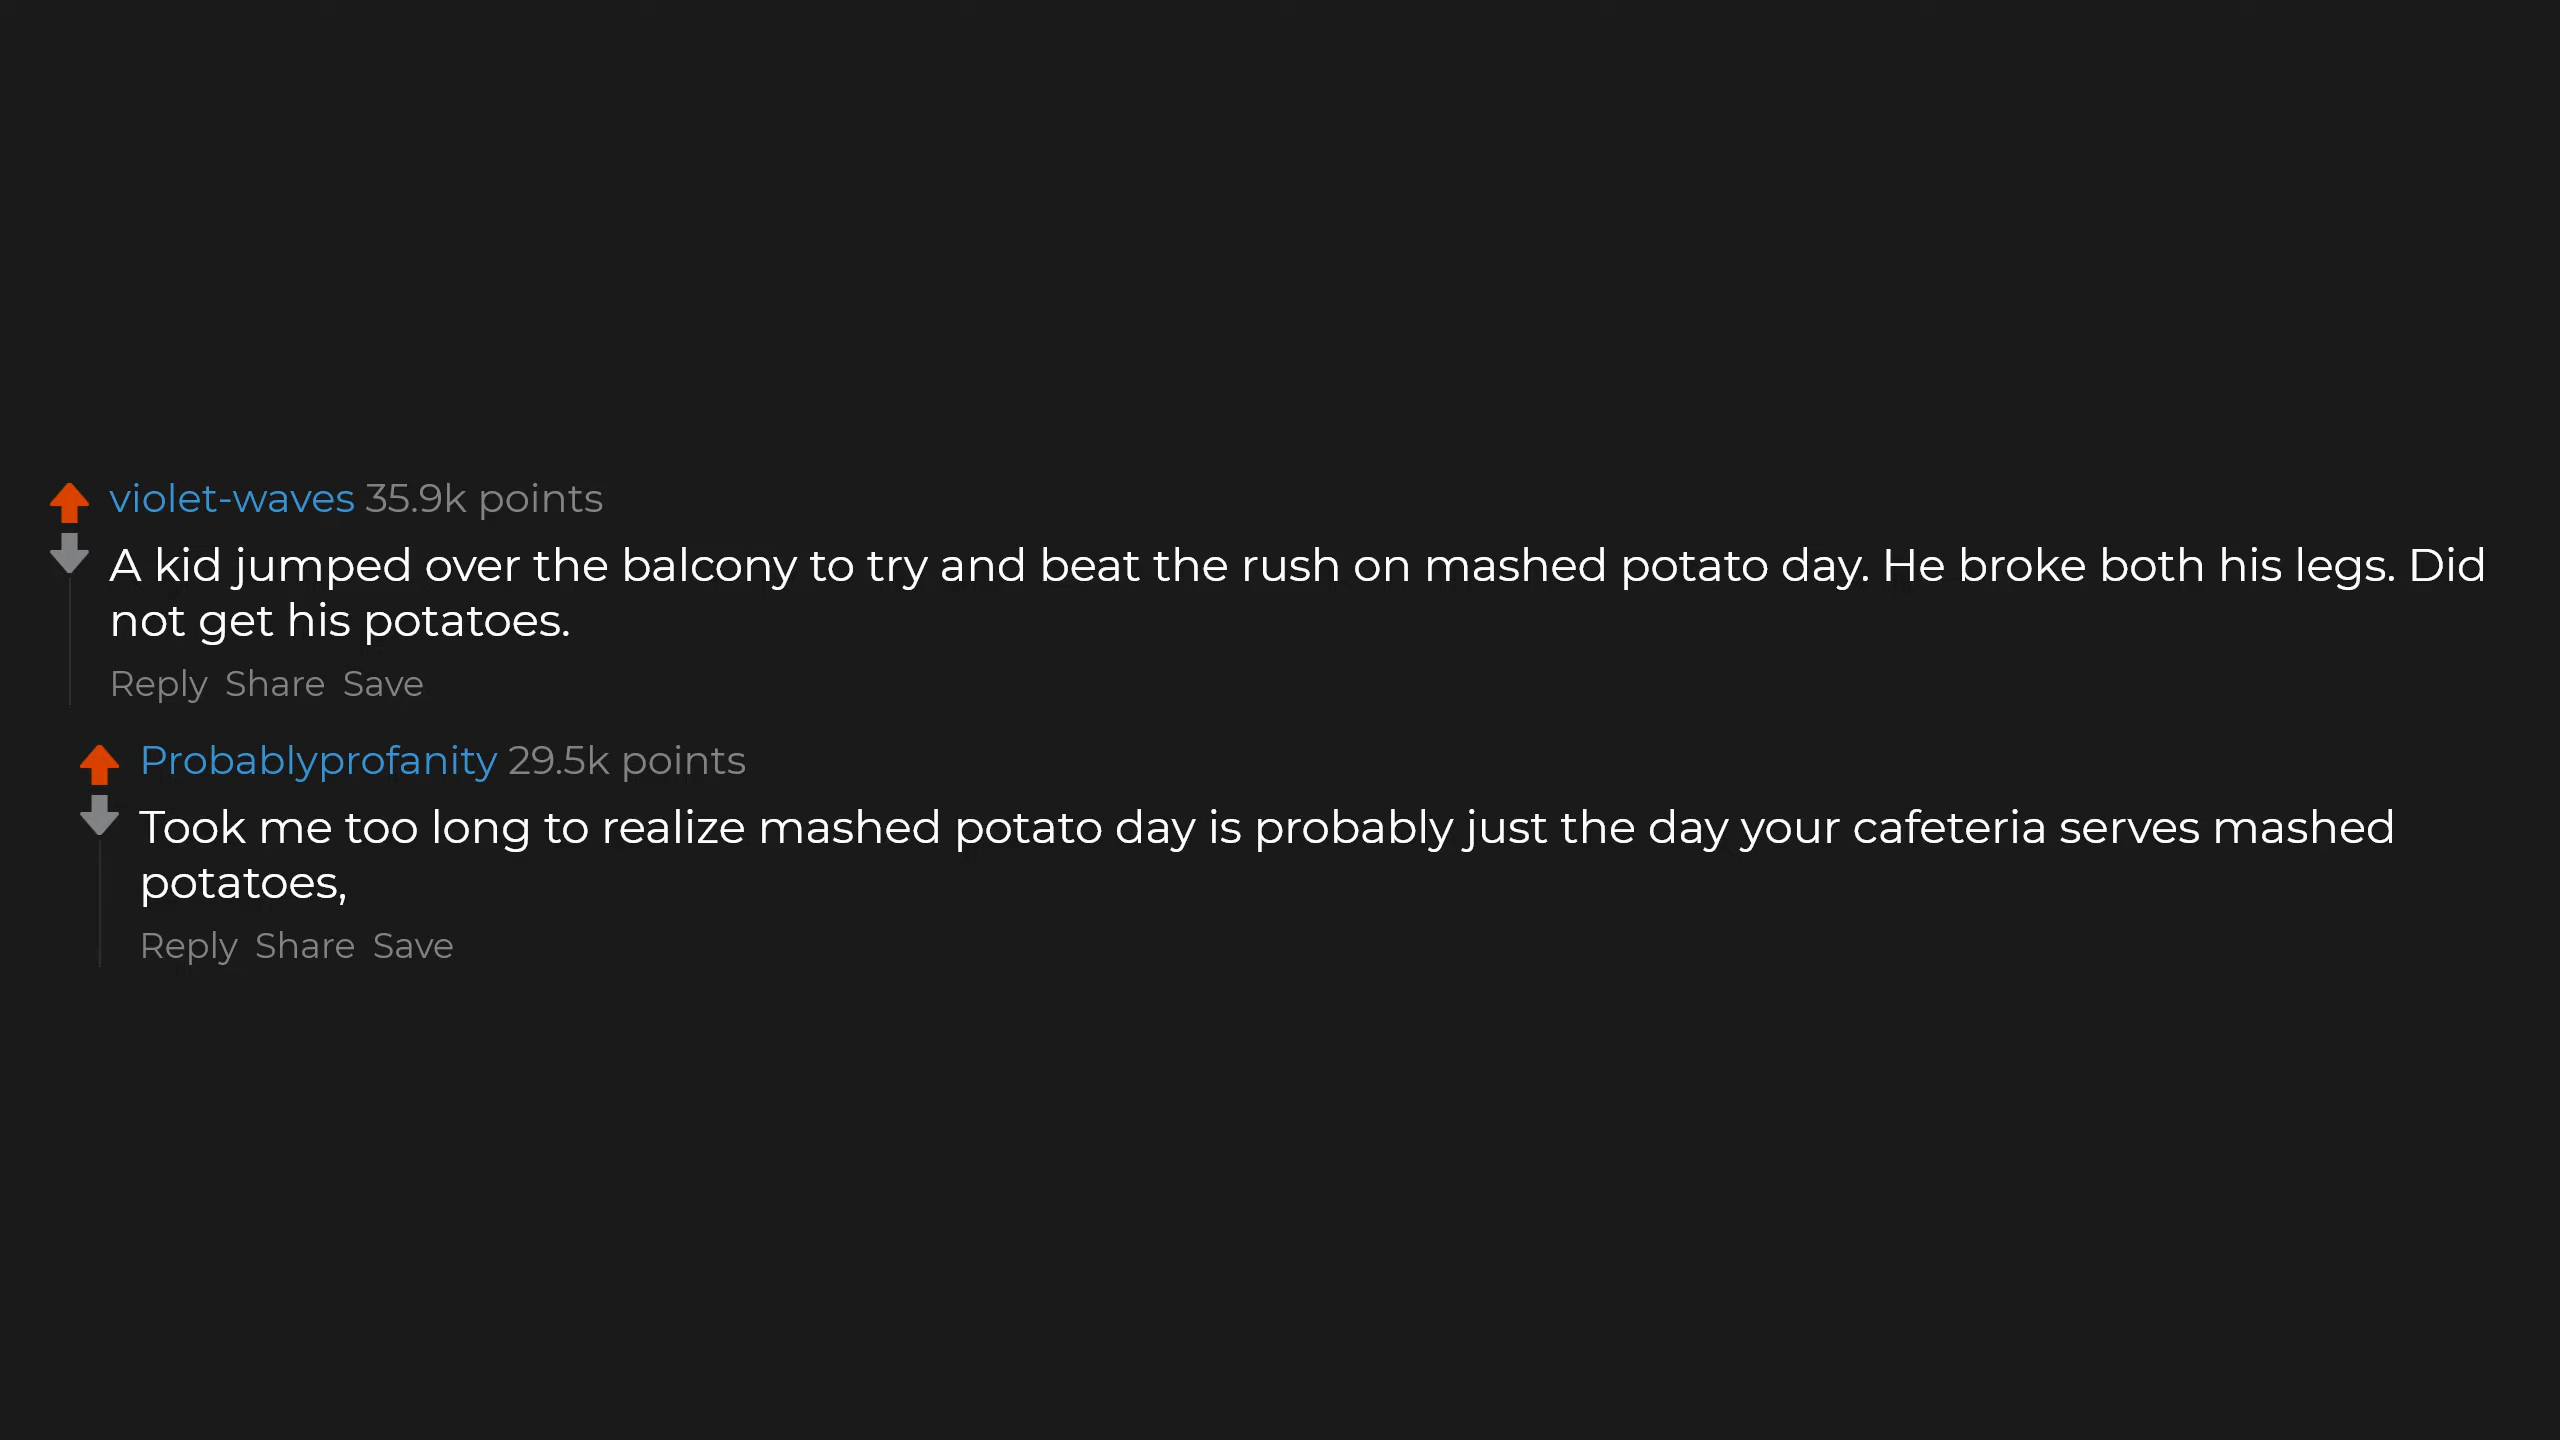 violet-waves 35.9k points
A kid jumped over the balcony to try and beat the rush on mashed potato day. He broke both his legs. Did
not get his potatoes.
Reply Share Save
Probablyprofanity 29.5k points
Took me too long to realize mashed potato day is probably just the day your cafeteria serves mashed
potatoes,
Reply Share Save